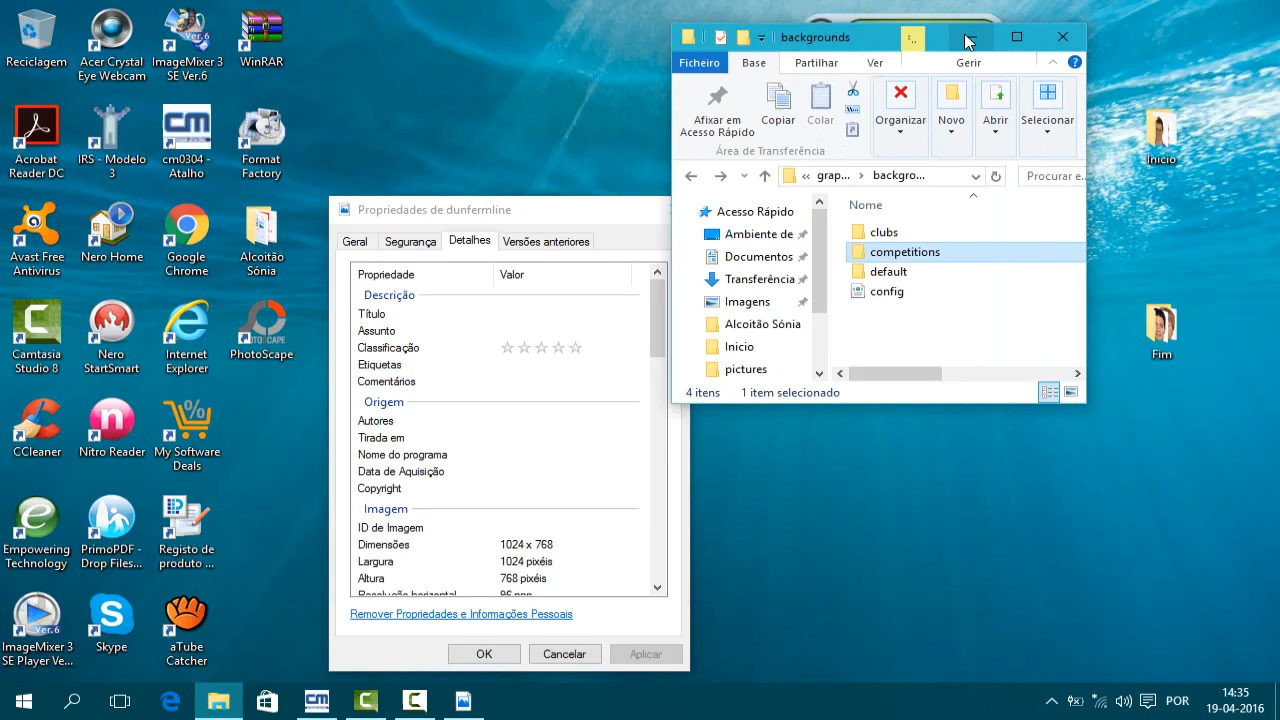 Reciclagem
Acer Crystal
Eye Webcam
ImageMixer 3
SE Ver.6
WinRAR
Acrobat
Reader DC
IRS - Modelo
3
cm0304 -
Atalho
Format
Factory
Avast Free
Antivirus
Nero Home
Google
Chrome
Alcoitão
Sónia
Camtasia
Studio 8
Nero
StartSmart
Internet
Explorer
PhotoScape
CCleaner
Nitro Reader
My Software
Deals
Empowering
Technology
PrimoPDF -
Drop Files...
Registo de
produto ...
ImageMixer 3
SE Player Ve...
Skype
aTube
Catcher
Inicio
Fim
Propriedades de dunfermline
Geral
Segurança
Detalhes
Versões anteriores
Propriedade
Valor
Descrição
Título
Assunto
Classificação
Etiquetas
Comentários
Origem
Autores
Tirada em
Nome do programa
Data de Aquisição
Copyright
Imagem
ID de Imagem
Dimensões
1024 x 768
Largura
1024 pixéis
Altura
768 pixéis
Resolução horizontal
96 ppp
Remover Propriedades e Informações Pessoais
OK
Cancelar
Aplicar
backgrounds
Ficheiro
Base
Partilhar
Ver
Gerir
Afixar em
Acesso Rápido
Copiar
Colar
Organizar
Novo
Abrir
Selecionar
Área de Transferência
« grap...
backgro...
Procurar e...
Acesso Rápido
Ambiente de
Documentos
Transferência
Imagens
Alcoitão Sónia
Inicio
pictures
Nome
clubs
competitions
default
config
4 itens
1 item selecionado
POR
14:35
19-04-2016